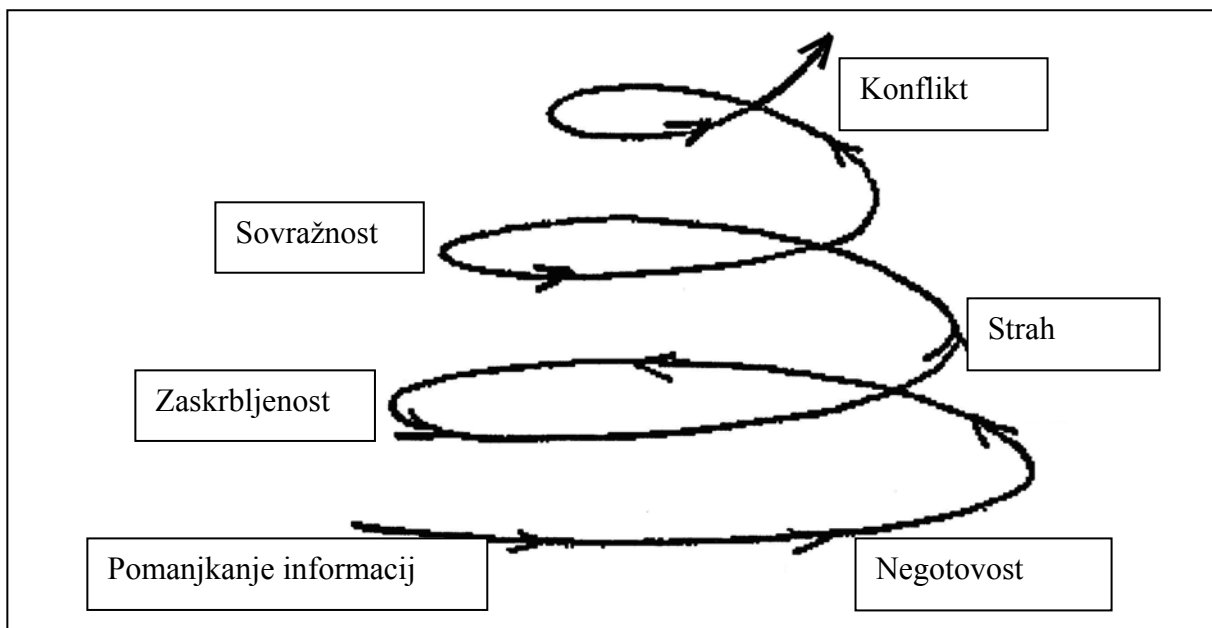 Konflikt
Sovražnost
Strah
Zaskrbljenost
Pomanjkanje informacij
Negotovost